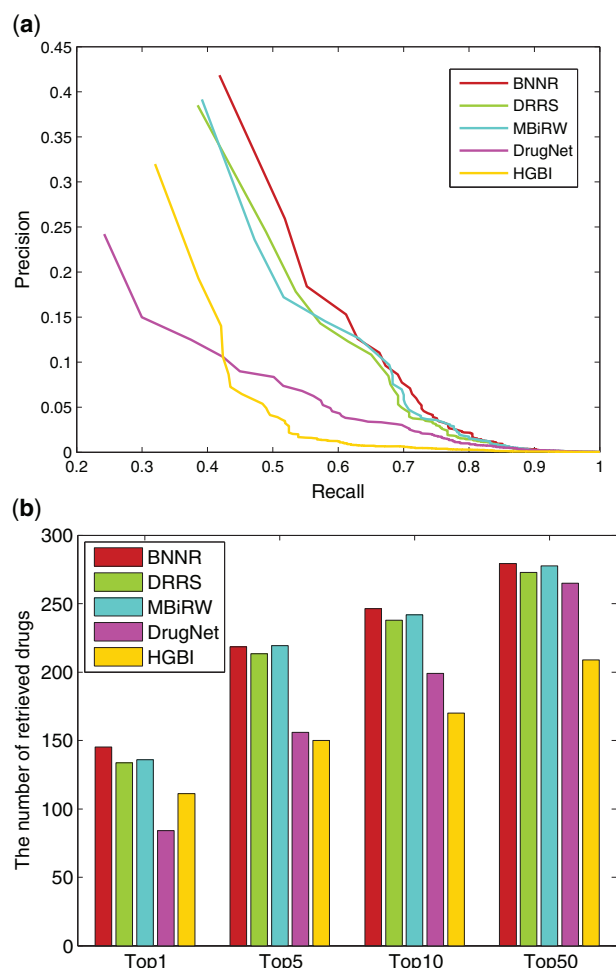 (a)
0.45
0.4
0.35
0.3
0.25
0.2
0.15
0.1
0.05
0
Precision
BNNR
DRRS
MBiRW
DrugNet
HGBI
0.2 0.3 0.4 0.5 0.6 0.7 0.8 0.9 1
Recall
(b)
300
250
200
150
100
50
0
The number of retrieved drugs
BNNR
DRRS
MBiRW
DrugNet
HGBI
Top1 Top5 Top10 Top50